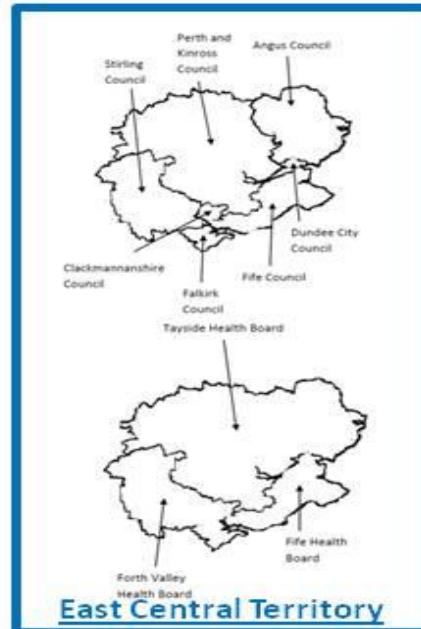 Perth and
Kinross
Council
Angus Council
Stirling
Council
Dundee City
Council
Clackmannanshire
Council
Fife Council
Falkirk
Council
Tayside Health Board
Fife Health
Board
Forth Valley
Health Board
East Central Territory